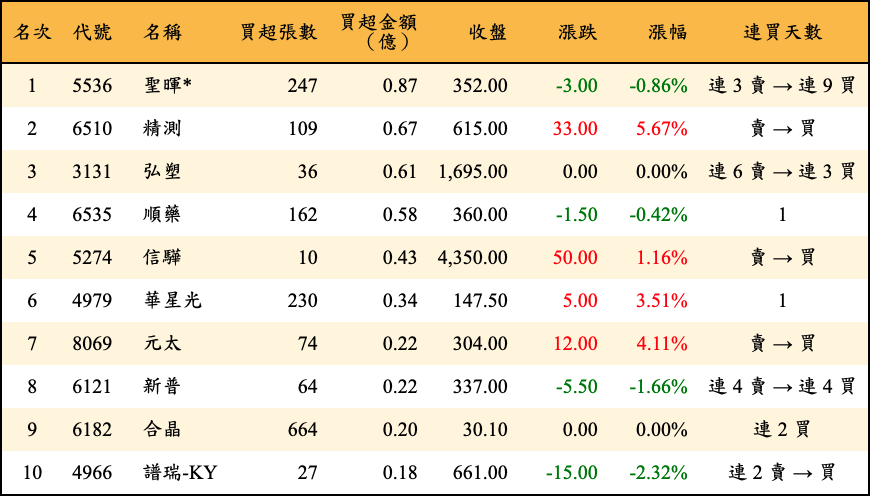 名次 代號 名稱 買超張數 買超金額（億） 收盤 漲跌 漲幅 連買天數
1 5536 聖暉* 247 0.87 352.00 -3.00 -0.86% 連 3 賣 → 連 9 買
2 6510 精測 109 0.67 615.00 33.00 5.67% 賣 → 買
3 3131 弘塑 36 0.61 1,695.00 0.00 0.00% 連 6 賣 → 連 3 買
4 6535 順藥 162 0.58 360.00 -1.50 -0.42% 1
5 5274 信驊 10 0.43 4,350.00 50.00 1.16% 賣 → 買
6 4979 華星光 230 0.34 147.50 5.00 3.51% 1
7 8069 元太 74 0.22 304.00 12.00 4.11% 賣 → 買
8 6121 新普 64 0.22 337.00 -5.50 -1.66% 連 4 賣 → 連 4 買
9 6182 合晶 664 0.20 30.10 0.00 0.00% 連 2 買
10 4966 譜瑞-KY 27 0.18 661.00 -15.00 -2.32% 連 2 賣 → 買